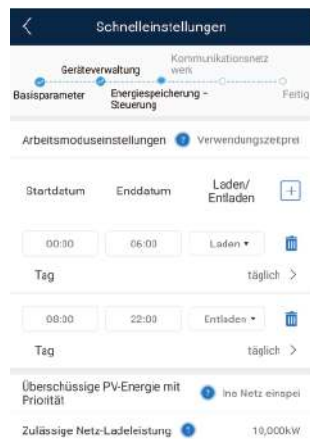 Schnelleinstellungen
Kommunikationsnetz
Geräteverwaltung werk
Basisparameter Energiespeicherung - Fertig
Steuerung
Arbeitsmoduseinstellungen ? Verwendungszeitprei
Startdatum Enddatum Laden/
Entladen
00:00 06:00 Laden
Tag täglich >
08:00 22:00 Entladen
Tag täglich >
Überschüssige PV-Energie mit
Priorität ? Ins Netz einspei
Zulässige Netz-Ladeleistung ? 10,000kW